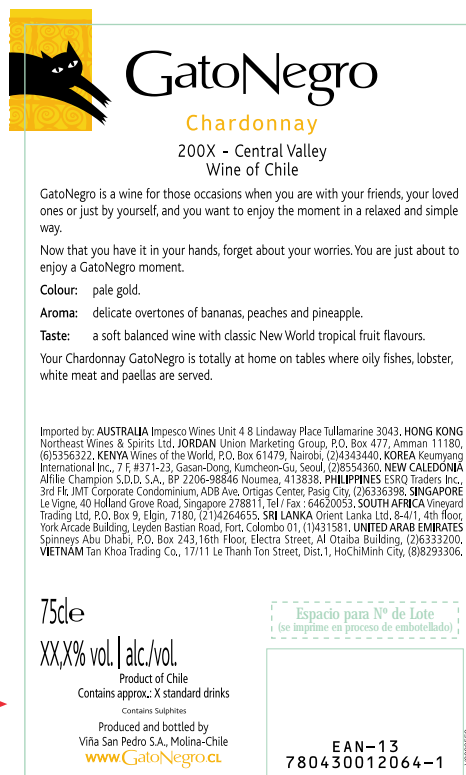 GatoNegro
Chardonnay
200X - Central Valley
Wine of Chile
GatoNegro is a wine for those occasions when you are with your friends, your loved
ones or just by yourself, and you want to enjoy the moment in a relaxed and simple
way.
Now that you have it in your hands, forget about your worries. You are just about to
enjoy a GatoNegro moment.
Colour: pale gold.
Aroma: delicate overtones of bananas, peaches and pineapple.
Taste: a soft balanced wine with classic New World tropical fruit flavours.
Your Chardonnay GatoNegro is totally at home on tables where oily fishes, lobster,
white meat and paellas are served.
Imported by: AUSTRALIA Impesco Wines Unit 4 8 Lindaway Place Tullamarine 3043. HONG KONG
Northeast Wines & Spirits Ltd. JORDAN Union Marketing Group, P.O. Box 477, Amman 11180,
(6)5356322. KENYA Wines of the World, P.O. Box 61479, Nairobi, (2)4343440. KOREA Keumyang
International Inc., 7 F, #371-23, Gasan-Dong, Kumcheon-Gu, Seoul, (2)8554360. NEW CALEDONIA
Alfilie Champion S.D.D. S.A., BP 2206-98846 Noumea, 413838. PHILIPPINES ESRQ Traders Inc.,
3rd Flr. JMT Corporate Condominium, ADB Ave. Ortigas Center, Pasig City, (2)6336398. SINGAPORE
Le Vigne, 40 Holland Grove Road, Singapore 278811, Tel / Fax : 64620053. SOUTH AFRICA Vineyard
Trading Ltd, P.O. Box 9, Elgin, 7180, (21)4264655. SRI LANKA Orient Lanka Ltd. 8-4/1, 4th floor,
York Arcade Building, Leyden Bastian Road, Fort. Colombo 01, (1)431581. UNITED ARAB EMIRATES
Spinneys Abu Dhabi, P.O. Box 243,16th Floor, Electra Street, Al Otaiba Building, (2)6333200.
VIETNAM Tan Khoa Trading Co., 17/11 Le Thanh Ton Street, Dist.1, HoChiMinh City, (8)8293306.
75cle
XX,X% vol. | alc./vol.
Product of Chile
Contains approx.: X standard drinks
Contains Sulphites
Produced and bottled by
Viña San Pedro S.A., Molina-Chile
www.GatoNegro.CL
Espacio para Nº de Lote
(se imprime en proceso de embotellado)
EAN-13
780430012064-1